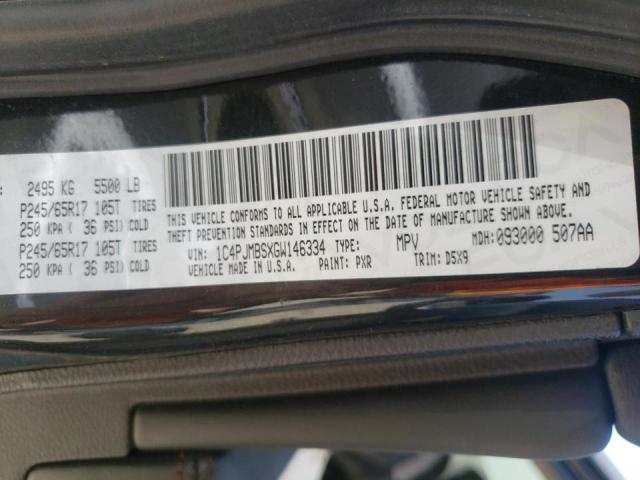 : 2495 KG 5500 LB
P245/65R17 105T TIRES
250 KPA ( 36 PSI) COLD
P245/65R17 105T TIRES
250 KPA ( 36 PSI) COLD
THIS VEHICLE CONFORMS TO ALL APPLICABLE U.S.A. FEDERAL MOTOR VEHICLE SAFETY AND
THEFT PREVENTION STANDARDS IN EFFECT ON THE DATE OF MANUFACTURE SHOWN ABOVE.
VIN: 1C4PJMBSXGW146334 TYPE: MPV MDH: 093000 507AA
VEHICLE MADE IN U.S.A. PAINT: PXR TRIM: D5X9